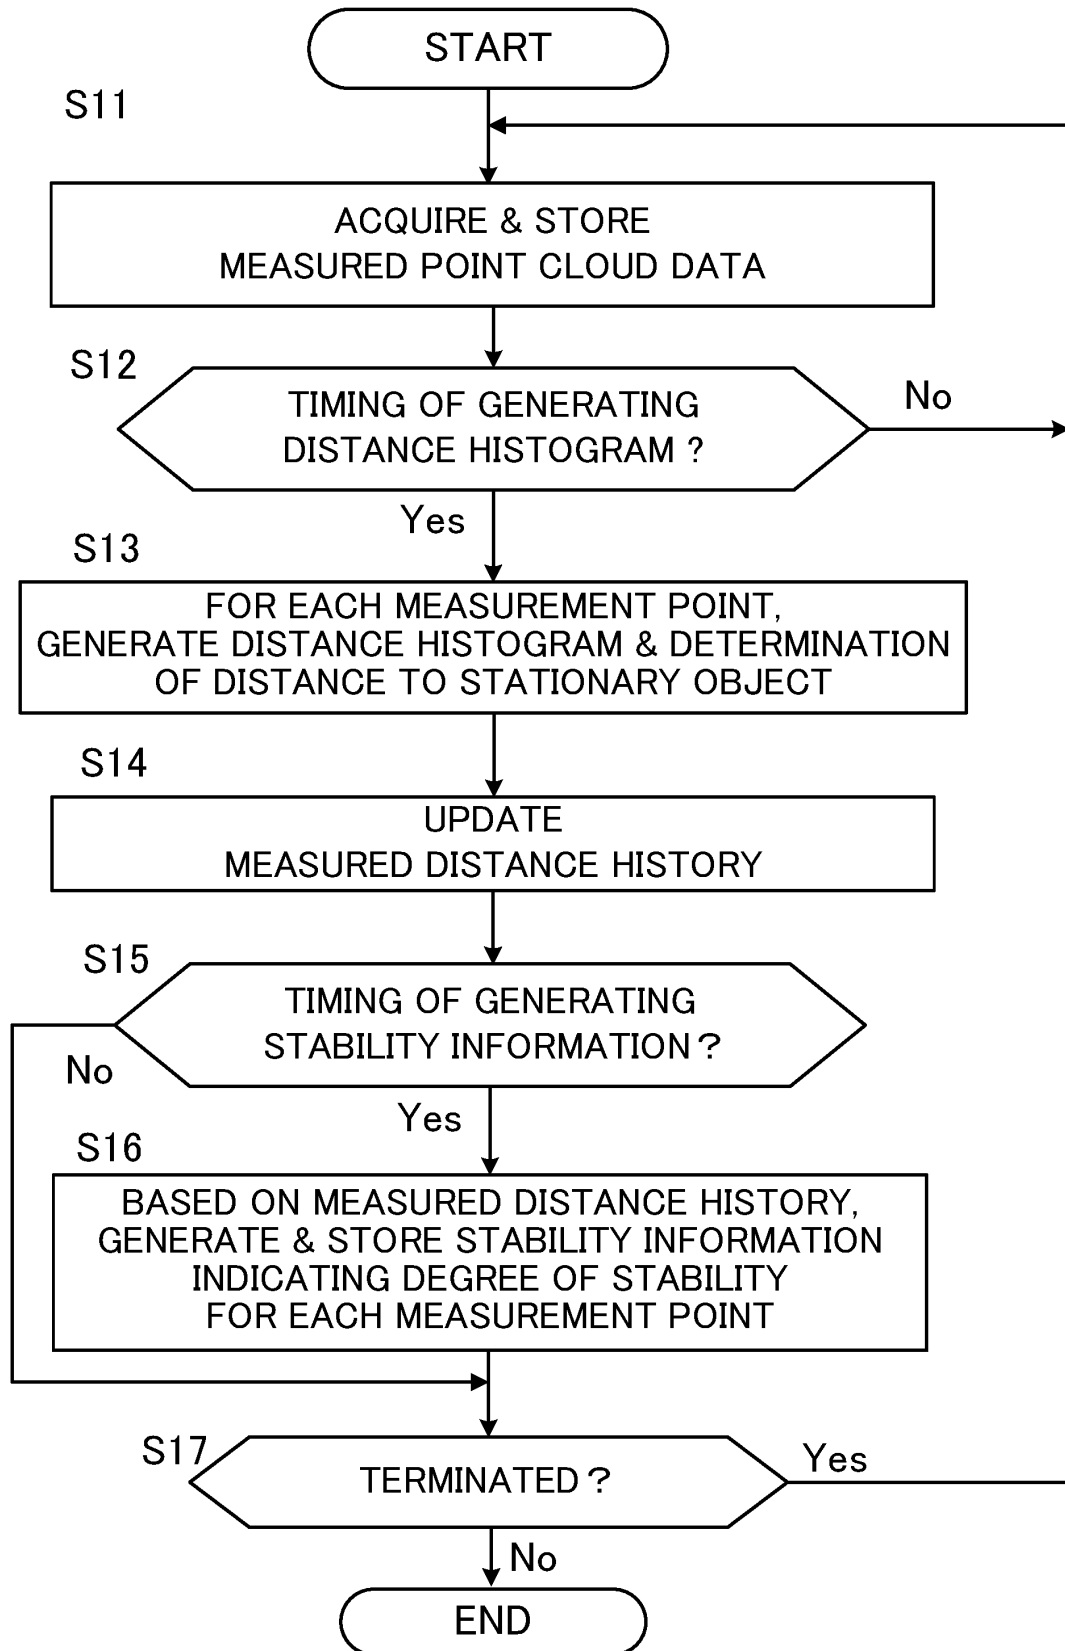 START
S11
ACQUIRE & STORE
MEASURED POINT CLOUD DATA
S12
TIMING OF GENERATING
DISTANCE HISTOGRAM ?
No
Yes
S13
FOR EACH MEASUREMENT POINT,
GENERATE DISTANCE HISTOGRAM & DETERMINATION
OF DISTANCE TO STATIONARY OBJECT
S14
UPDATE
MEASURED DISTANCE HISTORY
S15
TIMING OF GENERATING
STABILITY INFORMATION ?
No
Yes
S16
BASED ON MEASURED DISTANCE HISTORY,
GENERATE & STORE STABILITY INFORMATION
INDICATING DEGREE OF STABILITY
FOR EACH MEASUREMENT POINT
S17
TERMINATED ?
Yes
No
END